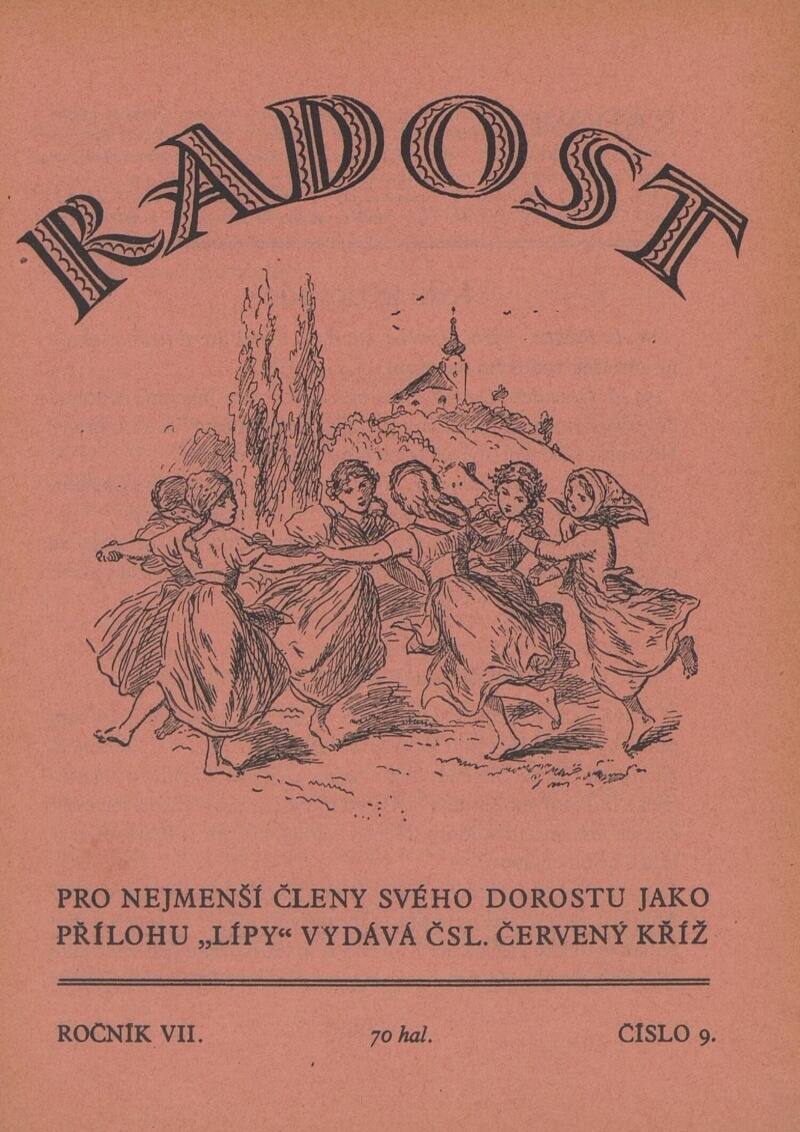 RADOST
PRO NEJMENŠÍ ČLENY SVÉHO DOROSTU JAKO
PŘÍLOHU „LÍPY“ VYDÁVÁ ČSL. ČERVENÝ KŘÍŽ
ROČNÍK VII. 70 hal. ČÍSLO 9.